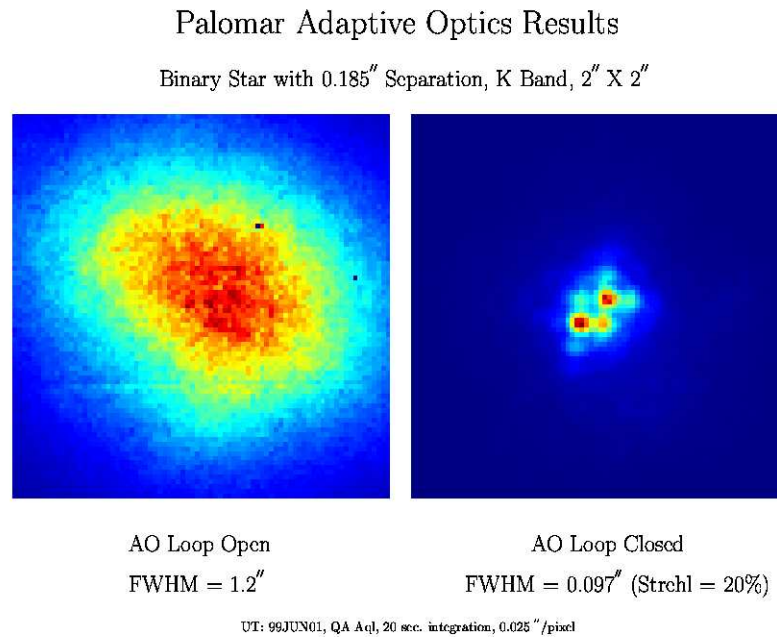 Palomar Adaptive Optics Results
Binary Star with 0.185″ Separation, K Band, 2″ X 2″
AO Loop Open
AO Loop Closed
FWHM = 1.2″
FWHM = 0.097″ (Strehl = 20%)
UT: 99JUN01, QA Aql, 20 sec. integration, 0.025 ″/pixel